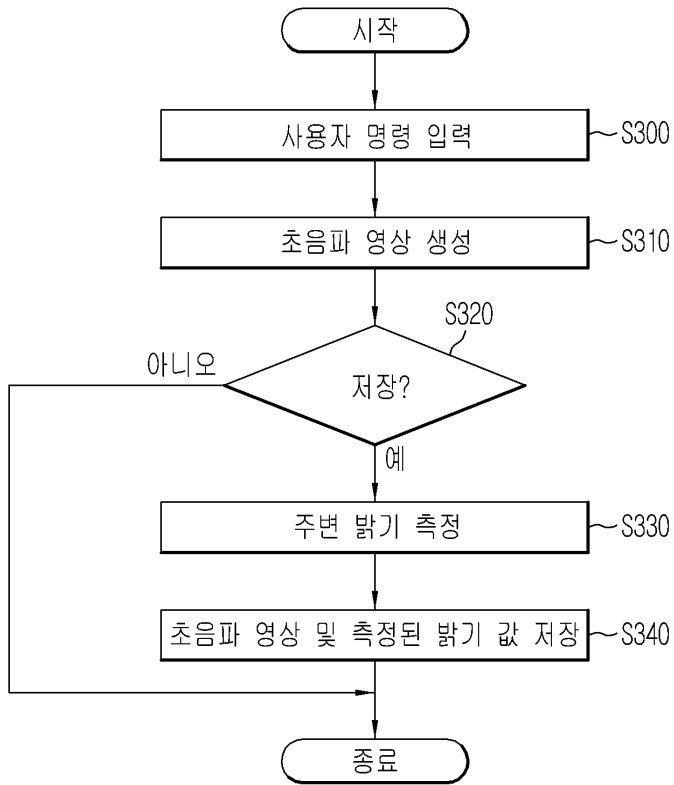 시작
사용자 명령 입력
S300
초음파 영상 생성
S310
S320
아니오
저장?
예
주변 밝기 측정
S330
초음파 영상 및 측정된 밝기 값 저장
S340
종료